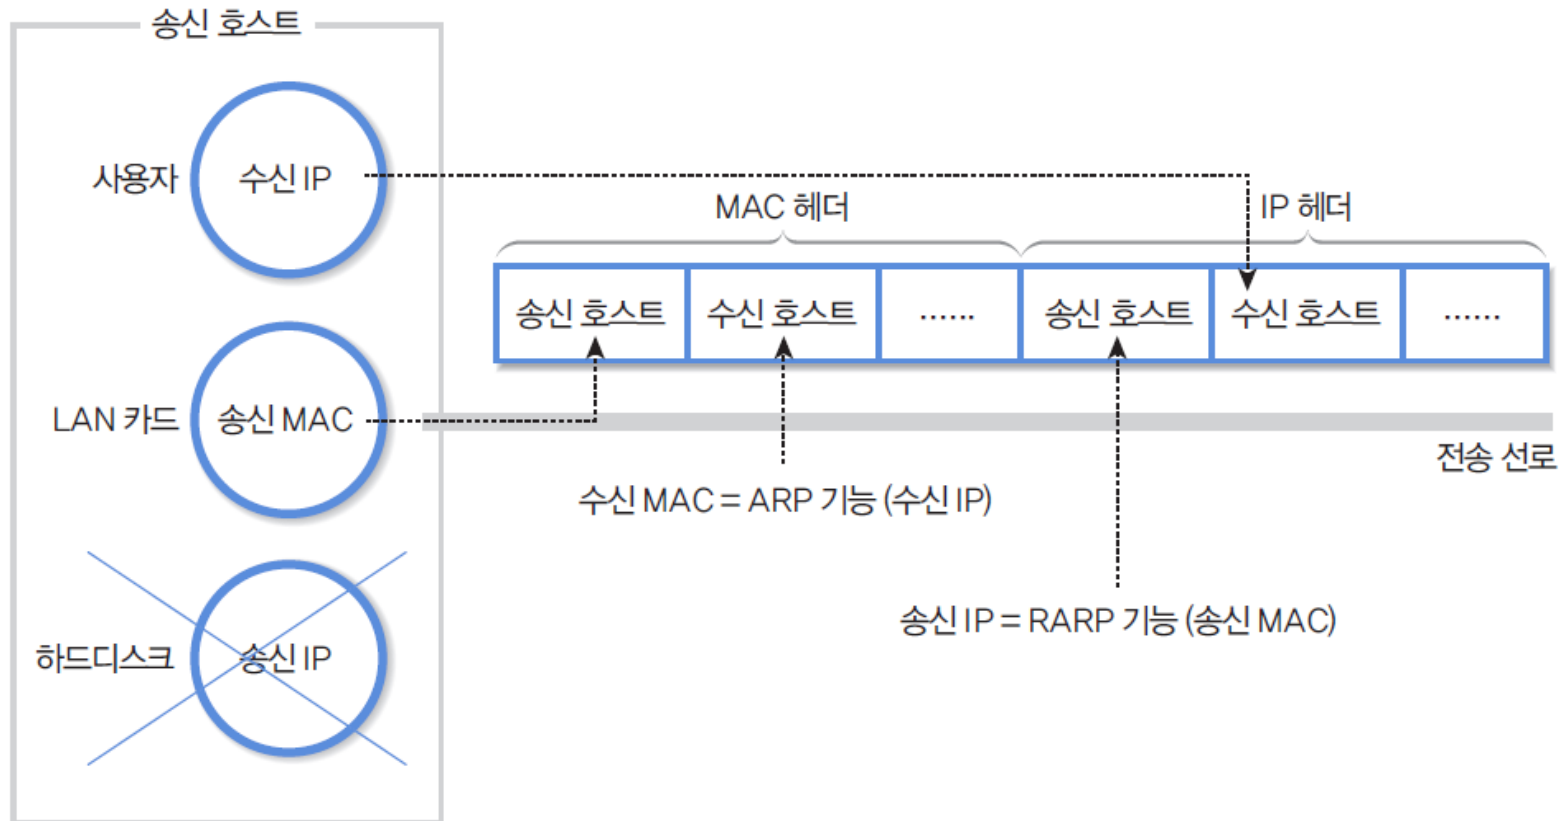 송신 호스트
사용자
수신 IP
MAC 헤더
IP 헤더
송신 호스트
수신 호스트
······
송신 호스트
수신 호스트
······
LAN 카드
송신 MAC
전송 선로
수신 MAC = ARP 기능 (수신 IP)
송신 IP = RARP 기능 (송신 MAC)
하드디스크
송신 IP